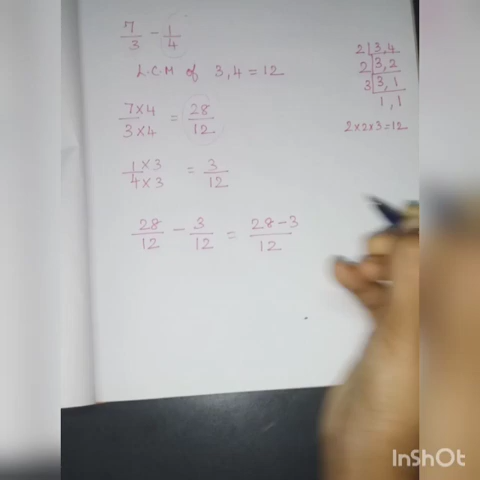 7/3 - 1/4
L.C.M of 3,4 = 12
2 | 3,4
2 | 3,2
3 | 3,1
1,1
2×2×3=12
7×4/3×4 = 28/12
1×3/4×3 = 3/12
28/12 - 3/12 = 28-3/12
InShOt